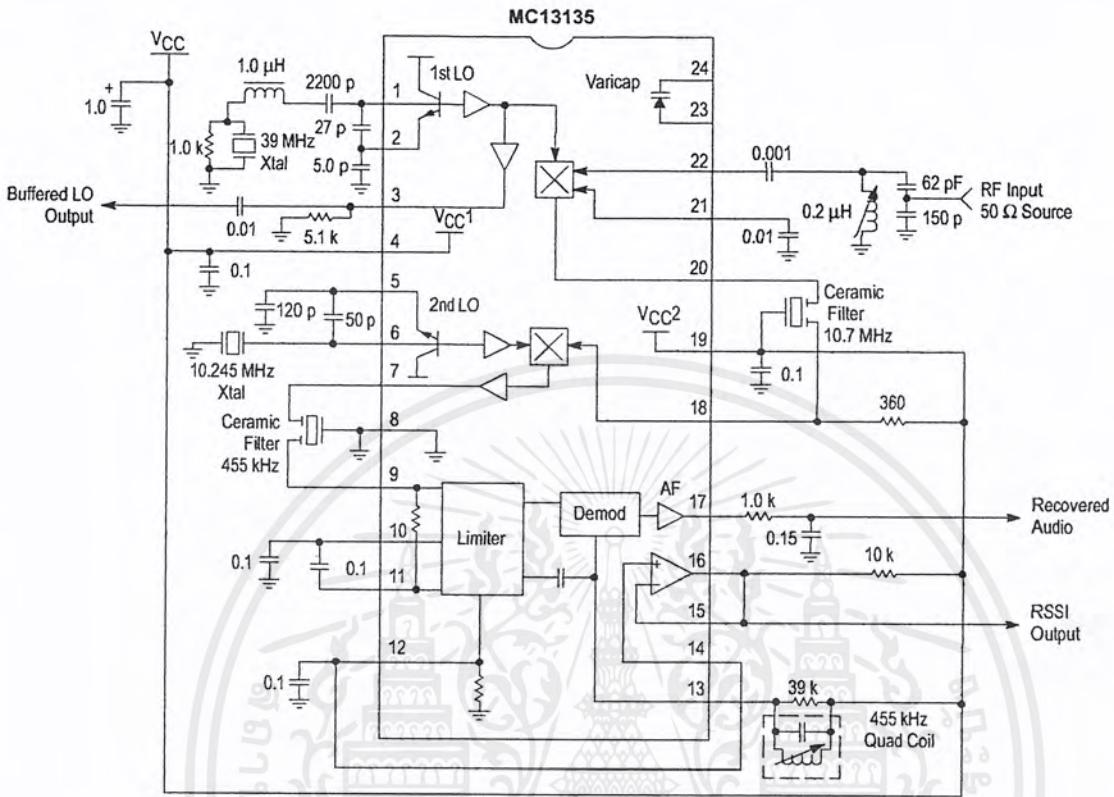 MC13135
VCC
+
1.0
1.0 µH
2200 p
1
1st LO
27 p
2
5.0 p
1.0 k
39 MHz
Xtal
Buffered LO
Output
0.01
5.1 k
3
VCC1
4
0.1
5
2nd LO
120 p
50 p
6
10.245 MHz
Xtal
7
Ceramic
Filter
455 kHz
8
9
10
11
0.1
0.1
Limiter
Demod
AF
12
0.1
24
Varicap
23
22
0.001
62 pF
150 p
RF Input
50 Ω Source
0.2 µH
21
0.01
20
Ceramic
Filter
10.7 MHz
VCC2
19
0.1
18
360
17
1.0 k
0.15
Recovered
Audio
+
16
10 k
15
RSSI
Output
14
13
39 k
455 kHz
Quad Coil